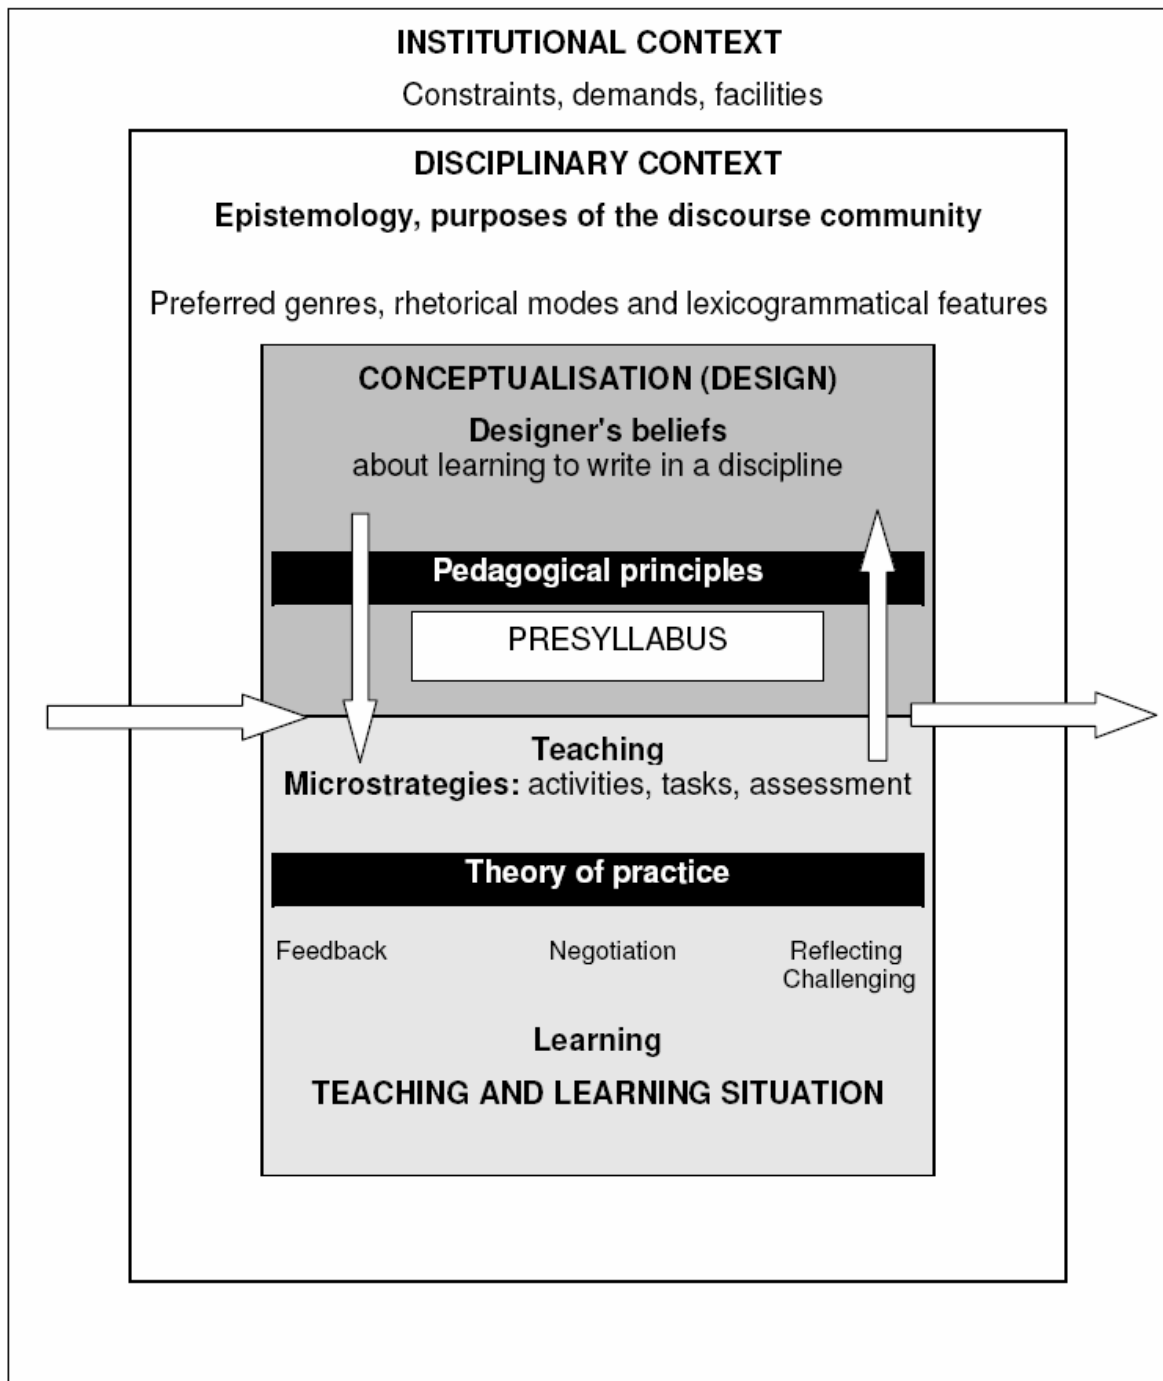 INSTITUTIONAL CONTEXT
Constraints, demands, facilities
DISCIPLINARY CONTEXT
Epistemology, purposes of the discourse community
Preferred genres, rhetorical modes and lexicogrammatical features
CONCEPTUALISATION (DESIGN)
Designer's beliefs
about learning to write in a discipline
Pedagogical principles
PRESYLLABUS
Teaching
Microstrategies: activities, tasks, assessment
Theory of practice
Feedback Negotiation Reflecting
Challenging
Learning
TEACHING AND LEARNING SITUATION